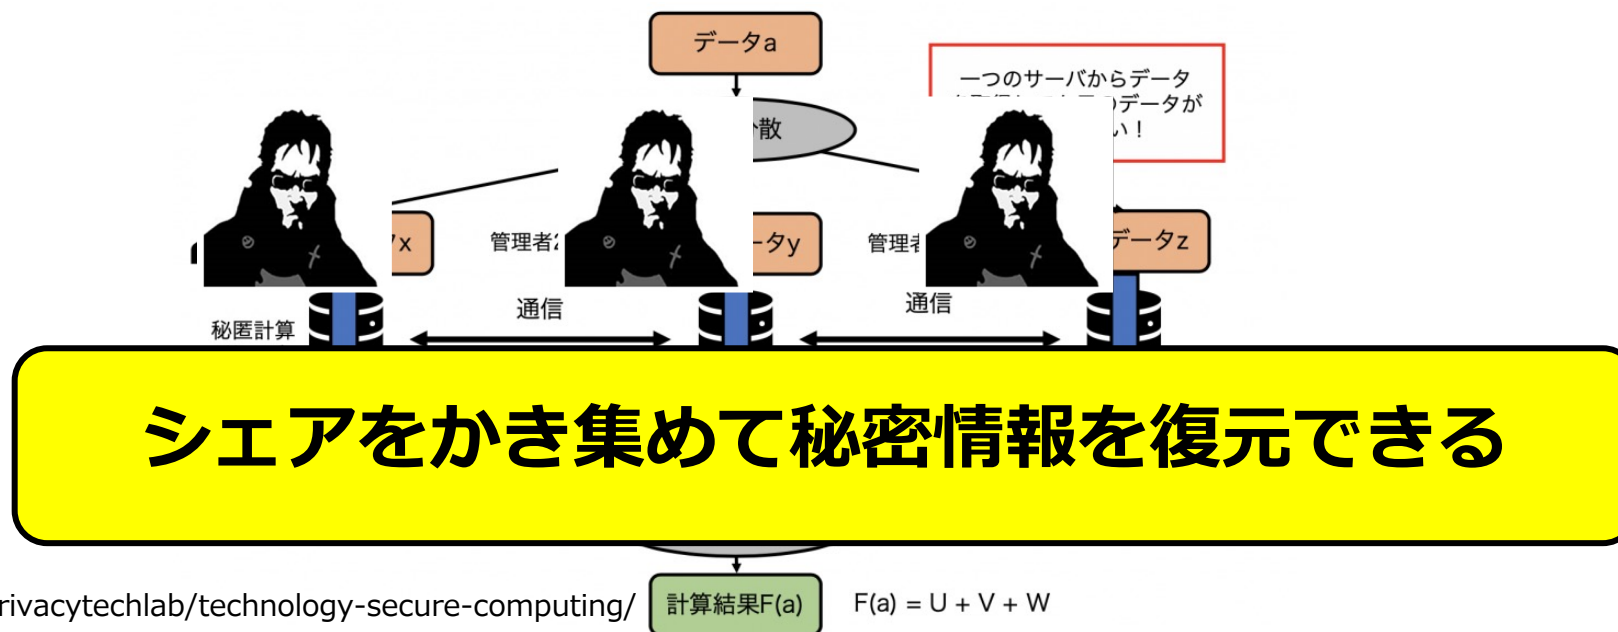 データa
一つのサーバからデータ
のデータが
い！
散
x
管理者2
ータy
管理者
データz
通信
通信
秘匿計算
シェアをかき集めて秘密情報を復元できる
rivacytechlab/technology-secure-computing/
計算結果F(a)
F(a) = U + V + W